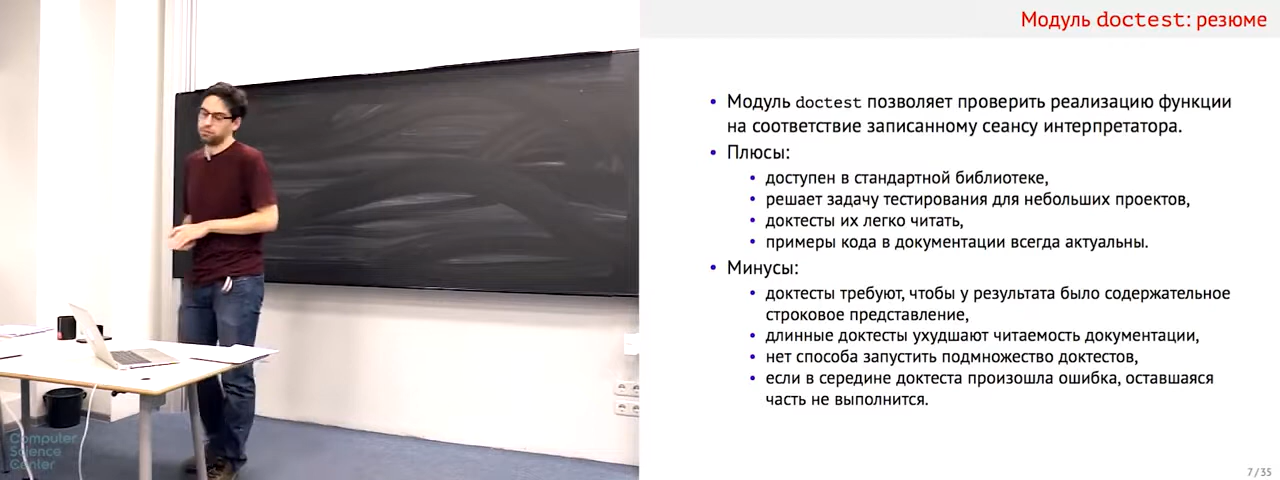 Модуль doctest: резюме
• Модуль doctest позволяет проверить реализацию функции
на соответствие записанному сеансу интерпретатора.
• Плюсы:
• доступен в стандартной библиотеке,
• решает задачу тестирования для небольших проектов,
• доктесты их легко читать,
• примеры кода в документации всегда актуальны.
• Минусы:
• доктесты требуют, чтобы у результата было содержательное
строковое представление,
• длинные доктесты ухудшают читаемость документации,
• нет способа запустить подмножество доктестов,
• если в середине доктеста произошла ошибка, оставшаяся
часть не выполнится.
7/35
Computer
Science
Center